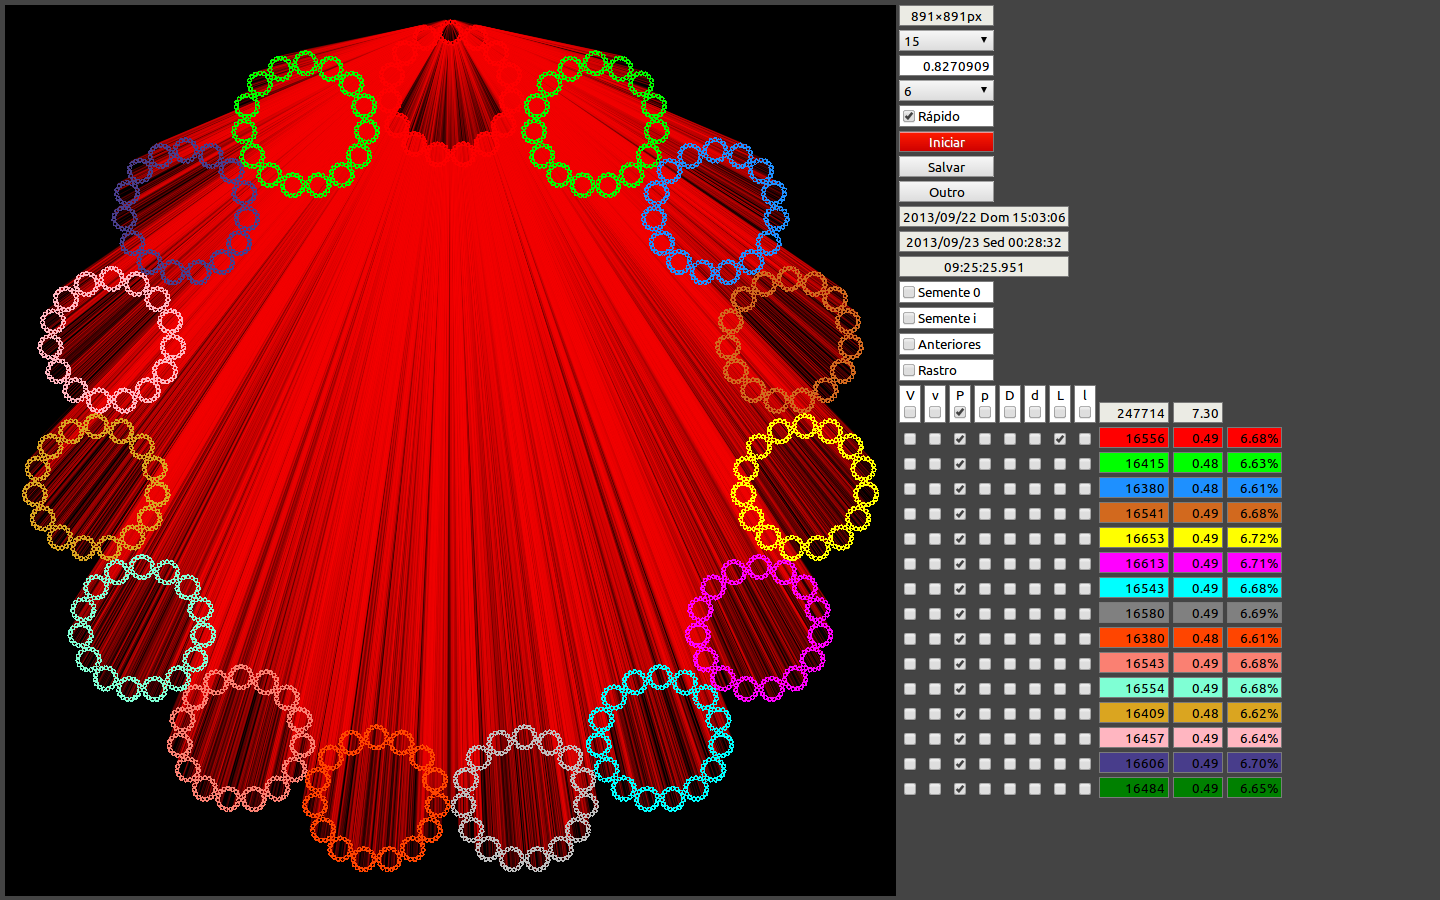 891×891px
15
0.8270909
6
Rápido
Iniciar
Salvar
Outro
2013/09/22 Dom 15:03:06
2013/09/23 Sed 00:28:32
09:25:25.951
Semente 0
Semente i
Anteriores
Rastro
V v P p D d L l
247714 7.30
16556 0.49 6.68%
16415 0.48 6.63%
16380 0.48 6.61%
16541 0.49 6.68%
16653 0.49 6.72%
16613 0.49 6.71%
16543 0.49 6.68%
16580 0.49 6.69%
16380 0.48 6.61%
16543 0.49 6.68%
16554 0.49 6.68%
16409 0.48 6.62%
16457 0.49 6.64%
16606 0.49 6.70%
16484 0.49 6.65%